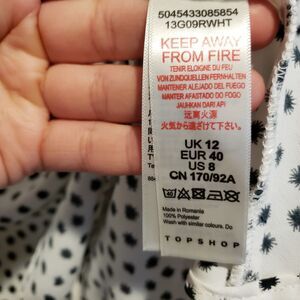 5045433085854
13G09RWHT
KEEP AWAY
FROM FIRE
TENIR ELOIGNE DU FEU
VON ZUNDQUELLEN FERNHALTEN
MANTENER ALEJADO DEL FUEGO
MANTER AFASTADO DO FOGO
JAUHKAN DARI API
远离火源
火気から遠ざけて下さい。
UK 12
EUR 40
US 8
CN 170/92A
Made in Romania
100% Polyester
Wash with similar colours.
TOPSHOP